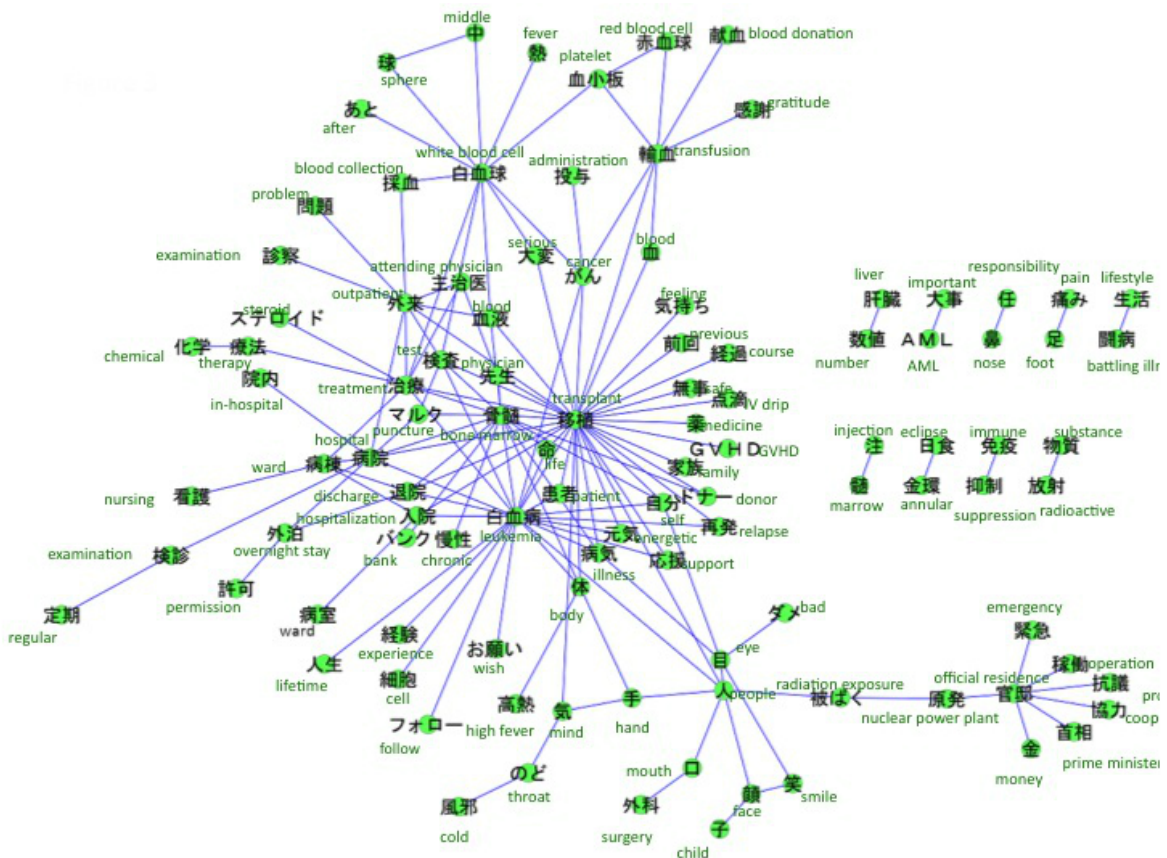 middle
中
fever
熱
red blood cell
赤血球
献血
blood donation
球
sphere
platelet
血小板
あと
after
感謝
gratitude
white blood cell
白血球
administration
投与
輸血
transfusion
blood collection
採血
problem
問題
examination
診察
serious
大変
cancer
がん
blood
血
attending physician
主治医
outpatient
外来
blood
血液
feeling
気持ち
steroid
ステロイド
化学
chemical
療法
therapy
test
検査
physician
先生
previous
前回
経過
course
院内
in-hospital
treatment
治療
transplant
移植
無事
safe
点滴
IV drip
マルク
puncture
骨髄
bone marrow
薬
medicine
GVHD
GVHD
hospital
病院
ward
病棟
命
life
家族
family
nursing
看護
discharge
退院
患者
patient
自分
self
ドナー
donor
hospitalization
入院
白血病
leukemia
再発
relapse
外泊
overnight stay
バンク
bank
慢性
chronic
元気
energetic
病気
illness
応援
support
examination
検診
許可
permission
体
body
定期
regular
病室
ward
経験
experience
お願い
wish
人生
lifetime
細胞
cell
高熱
high fever
フォロー
follow
気
mind
手
hand
のど
throat
風邪
cold
ダメ
bad
目
eye
人
people
radiation exposure
被ばく
原発
nuclear power plant
official residence
官邸
emergency
緊急
稼働
operation
抗議
pro
協力
coop
首相
prime minister
金
money
mouth
口
外科
surgery
顔
face
笑
smile
子
child
liver
肝臓
数値
number
important
大事
AML
AML
responsibility
任
鼻
nose
pain
痛み
足
foot
lifestyle
生活
闘病
battling illr
injection
注
髄
marrow
eclipse
日食
金環
annular
immune
免疫
抑制
suppression
substance
物質
放射
radioactive